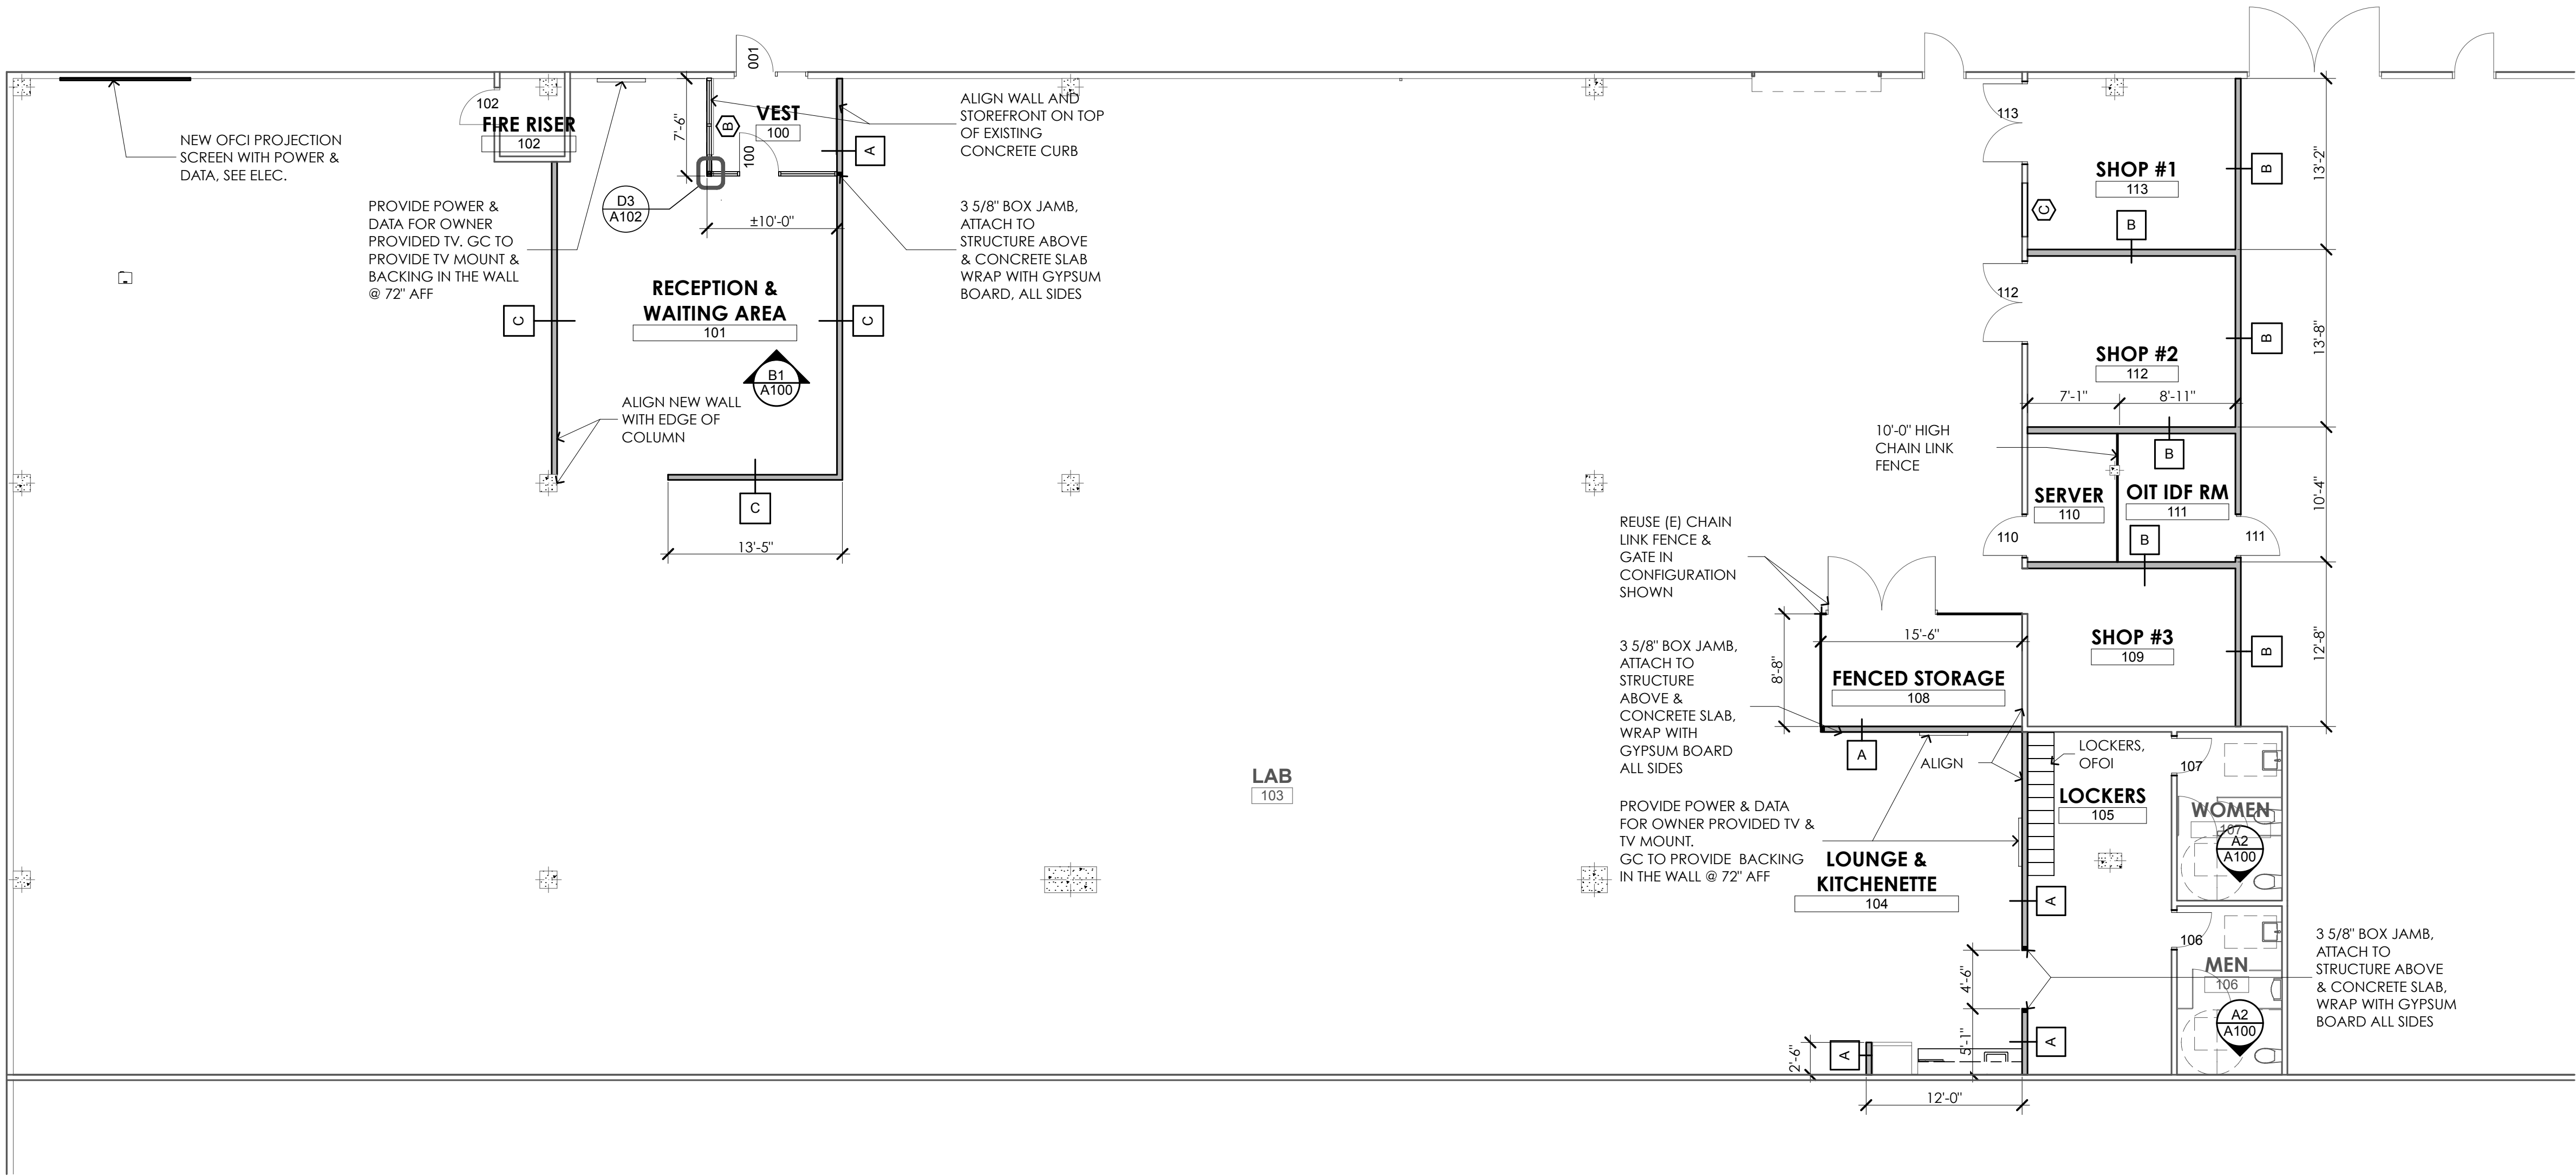 001
102
FIRE RISER
102
NEW OFCI PROJECTION
SCREEN WITH POWER &
DATA, SEE ELEC.
PROVIDE POWER &
DATA FOR OWNER
PROVIDED TV. GC TO
PROVIDE TV MOUNT &
BACKING IN THE WALL
@ 72" AFF
7'-6"
B
VEST
100
100
A
ALIGN WALL AND
STOREFRONT ON TOP
OF EXISTING
CONCRETE CURB
D3
A102
±10'-0"
3 5/8" BOX JAMB,
ATTACH TO
STRUCTURE ABOVE
& CONCRETE SLAB
WRAP WITH GYPSUM
BOARD, ALL SIDES
RECEPTION &
WAITING AREA
101
C
C
B1
A100
ALIGN NEW WALL
WITH EDGE OF
COLUMN
C
13'-5"
113
SHOP #1
113
B
C
B
13'-2"
112
SHOP #2
112
B
13'-8"
7'-1"
8'-11"
10'-0" HIGH
CHAIN LINK
FENCE
B
SERVER
110
OIT IDF RM
111
10'-4"
110
B
111
REUSE (E) CHAIN
LINK FENCE &
GATE IN
CONFIGURATION
SHOWN
15'-6"
8'-8"
FENCED STORAGE
108
SHOP #3
109
B
12'-8"
3 5/8" BOX JAMB,
ATTACH TO
STRUCTURE
ABOVE &
CONCRETE SLAB,
WRAP WITH
GYPSUM BOARD
ALL SIDES
A
ALIGN
LOCKERS,
OFOI
LAB
103
LOCKERS
105
107
WOMEN
107
A2
A100
PROVIDE POWER & DATA
FOR OWNER PROVIDED TV &
TV MOUNT.
GC TO PROVIDE BACKING
IN THE WALL @ 72" AFF
LOUNGE &
KITCHENETTE
104
A
106
MEN
106
A2
A100
3 5/8" BOX JAMB,
ATTACH TO
STRUCTURE ABOVE
& CONCRETE SLAB,
WRAP WITH GYPSUM
BOARD ALL SIDES
4'-6"
5'-1"
A
A
2'-6"
12'-0"